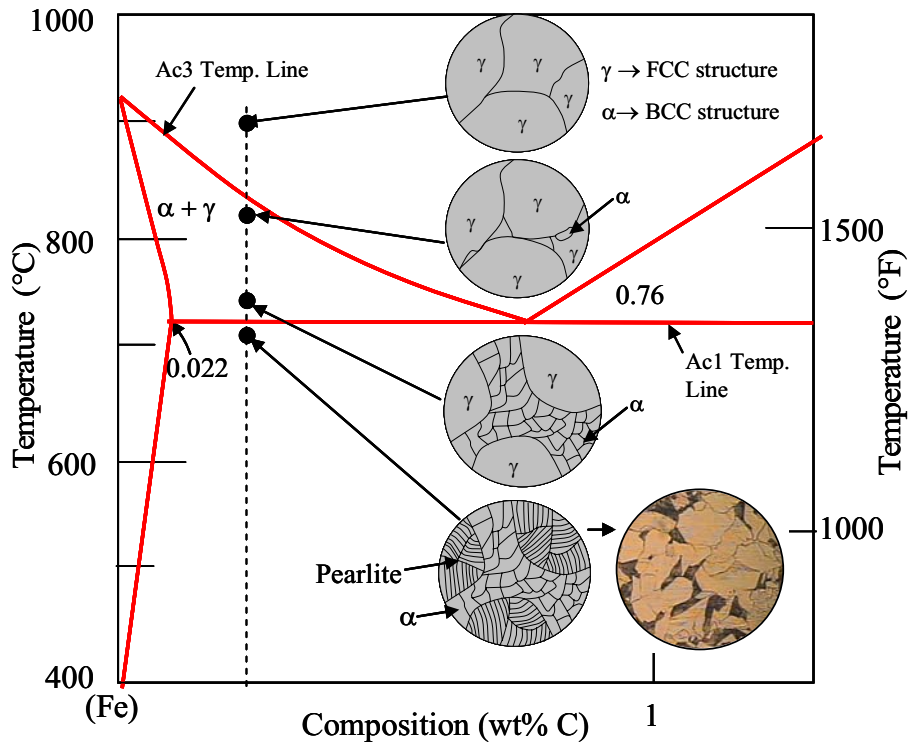 1000
Ac3 Temp. Line
γ
γ
γ
γ
γ → FCC structure
α→ BCC structure
α + γ
γ
γ
γ
γ
α
800
1500
0.76
0.022
Ac1 Temp.
Line
γ
γ
γ
α
600
1000
Pearlite
α
400
(Fe)
1
Composition (wt% C)
Temperature (°C)
Temperature (°F)